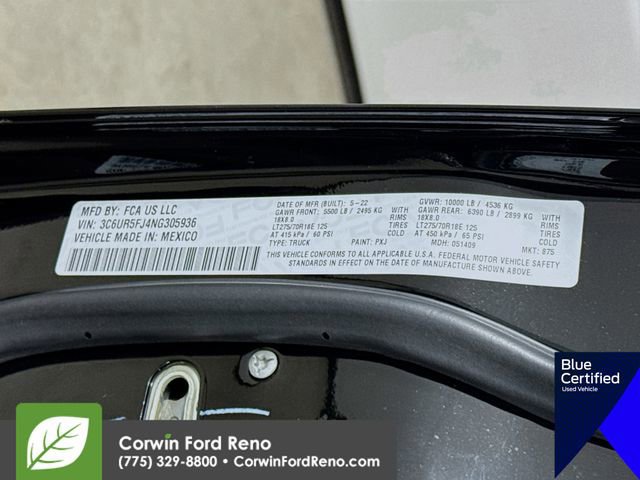 MFD BY: FCA US LLC
VIN: 3C6UR5FJ4NG305936
VEHICLE MADE IN: MEXICO
DATE OF MFR (BUILT): 5-22
GAWR FRONT: 5500 LB / 2495 KG
18X8.0 RIMS
LT275/70R18E 125 TIRES
AT 415 kPa / 60 PSI COLD
TYPE: TRUCK
PAINT: PXJ
GVWR: 10000 LB / 4536 KG
GAWR REAR: 6390 LB / 2899 KG
18X8.0 RIMS
LT275/70R18E 125 TIRES
AT 450 kPa / 65 PSI COLD
MDH: 051409
MKT: 875
THIS VEHICLE CONFORMS TO ALL APPLICABLE U.S.A. FEDERAL MOTOR VEHICLE SAFETY
STANDARDS IN EFFECT ON THE DATE OF MANUFACTURE SHOWN ABOVE.
Blue
Certified
Used Vehicle
Corwin Ford Reno
(775) 329-8800 • CorwinFordReno.com